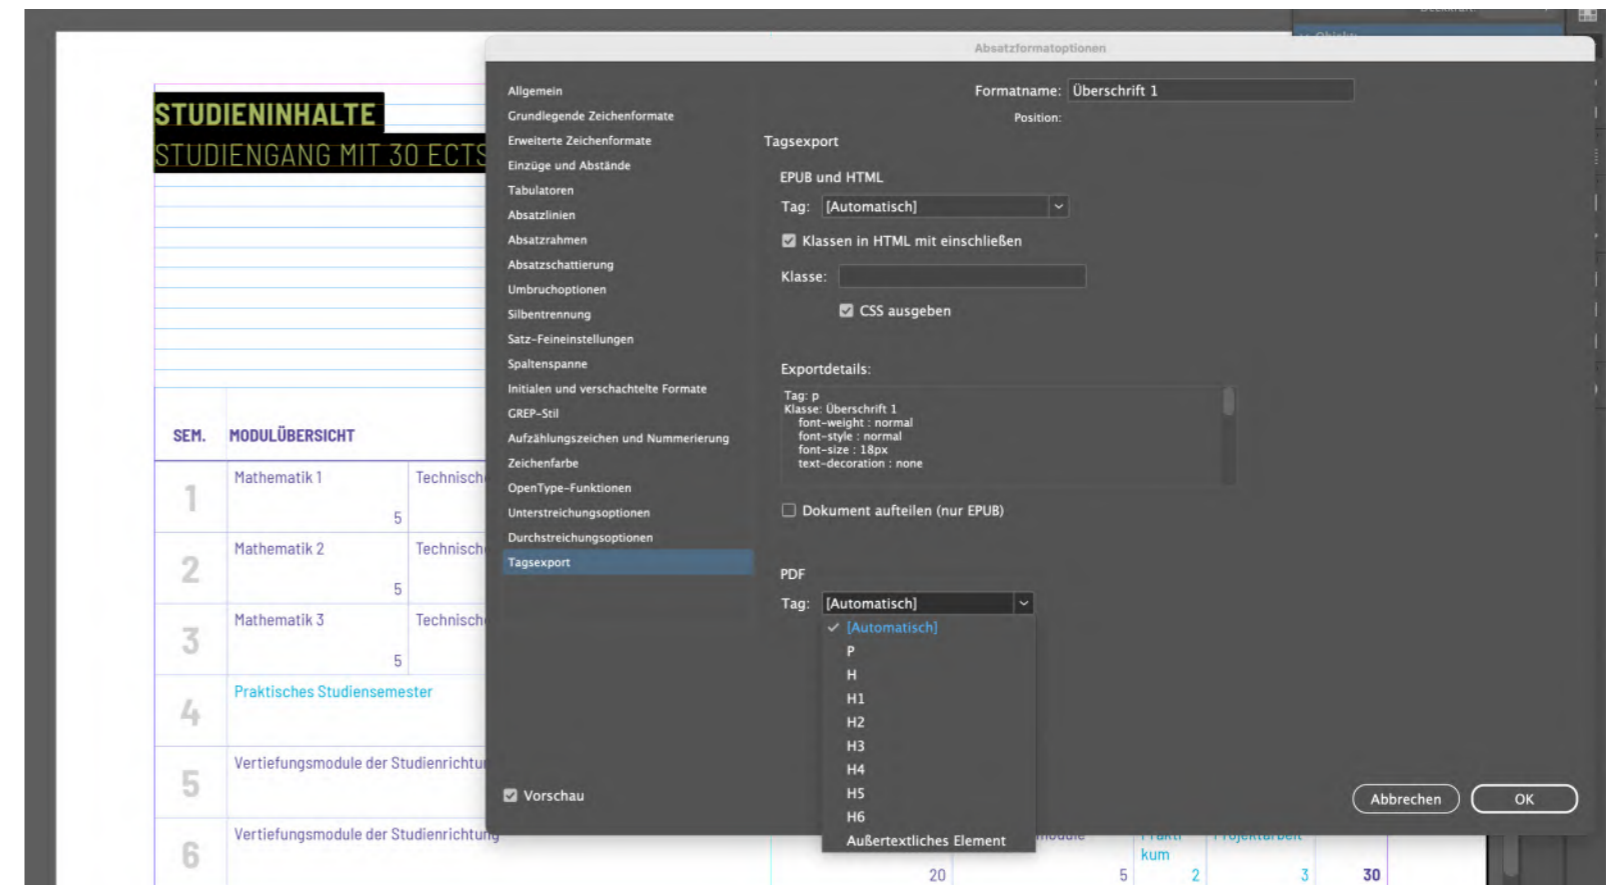 Absatzformatoptionen
STUDIENINHALTE
STUDIENGANG MIT 30 ECTS
SEM. MODULÜBERSICHT
1 Mathematik 1 5 Technisch
2 Mathematik 2 5 Technisch
3 Mathematik 3 5 Technisch
4 Praktisches Studiensemester
5 Vertiefungsmodule der Studienrichtu
6 Vertiefungsmodule der Studienrichtung
Allgemein
Grundlegende Zeichenformate
Erweiterte Zeichenformate
Einzüge und Abstände
Tabulatoren
Absatzlinien
Absatzrahmen
Absatzschattierung
Umbruchoptionen
Silbentrennung
Satz-Feineinstellungen
Spaltenspanne
Initialen und verschachtelte Formate
GREP-Stil
Aufzählungszeichen und Nummerierung
Zeichenfarbe
OpenType-Funktionen
Unterstreichungsoptionen
Durchstreichungsoptionen
Tagsexport
Vorschau
Formatname: Überschrift 1
Position:
Tagsexport
EPUB und HTML
Tag: [Automatisch]
Klassen in HTML mit einschließen
Klasse:
CSS ausgeben
Exportdetails:
Tag: p
Klasse: Überschrift 1
font-weight : normal
font-style : normal
font-size : 18px
text-decoration : none
Dokument aufteilen (nur EPUB)
PDF
Tag: [Automatisch]
[Automatisch]
P
H
H1
H2
H3
H4
H5
H6
Außertextliches Element
Abbrechen OK
kum
20 5 2 3 30